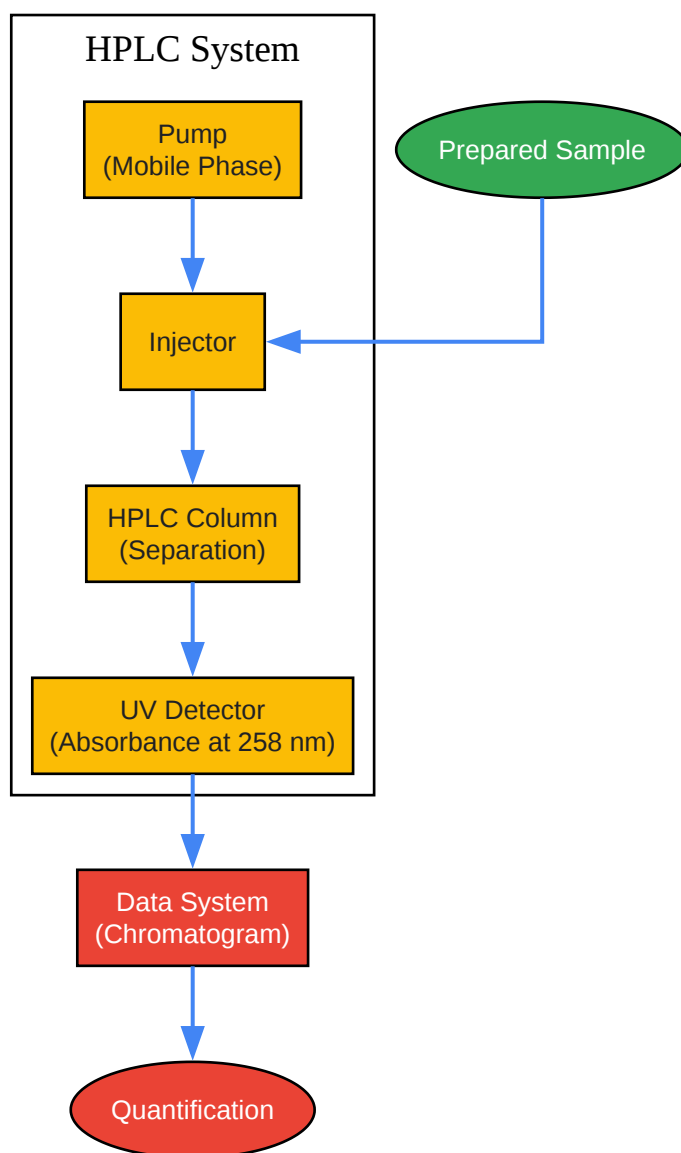 HPLC System
Pump
(Mobile Phase)
Prepared Sample
Injector
HPLC Column
(Separation)
UV Detector
(Absorbance at 258 nm)
Data System
(Chromatogram)
Quantification